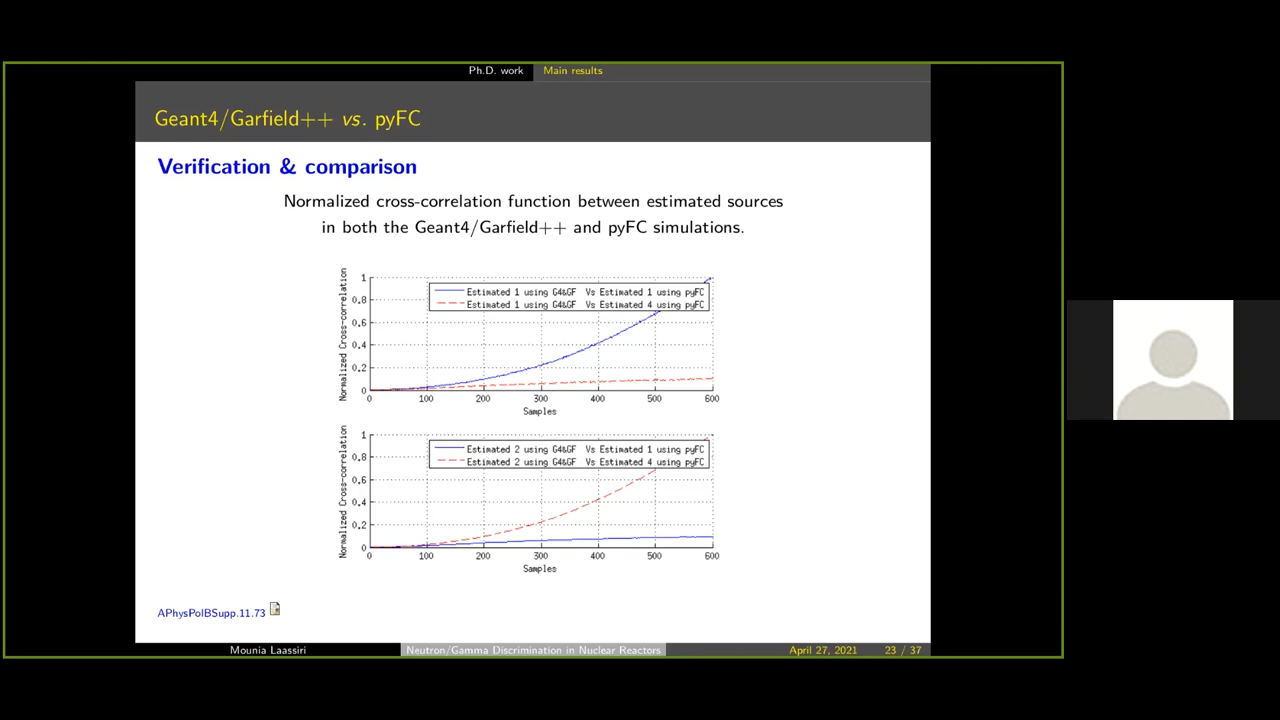 Ph.D. work Main results
Geant4/Garfield++ vs. pyFC
Verification & comparison
Normalized cross-correlation function between estimated sources
in both the Geant4/Garfield++ and pyFC simulations.
Normalized Cross-correlation
1
0.8
0.6
0.4
0.2
0
Estimated 1 using G4&GF Vs Estimated 1 using pyFC
Estimated 1 using G4&GF Vs Estimated 4 using pyFC
0 100 200 300 400 500 600
Samples
Normalized Cross-correlation
1
0.8
0.6
0.4
0.2
0
Estimated 2 using G4&GF Vs Estimated 1 using pyFC
Estimated 2 using G4&GF Vs Estimated 4 using pyFC
0 100 200 300 400 500 600
Samples
APhysPolBSupp.11.73
Mounia Laassiri Neutron/Gamma Discrimination in Nuclear Reactors April 27, 2021 23 / 37